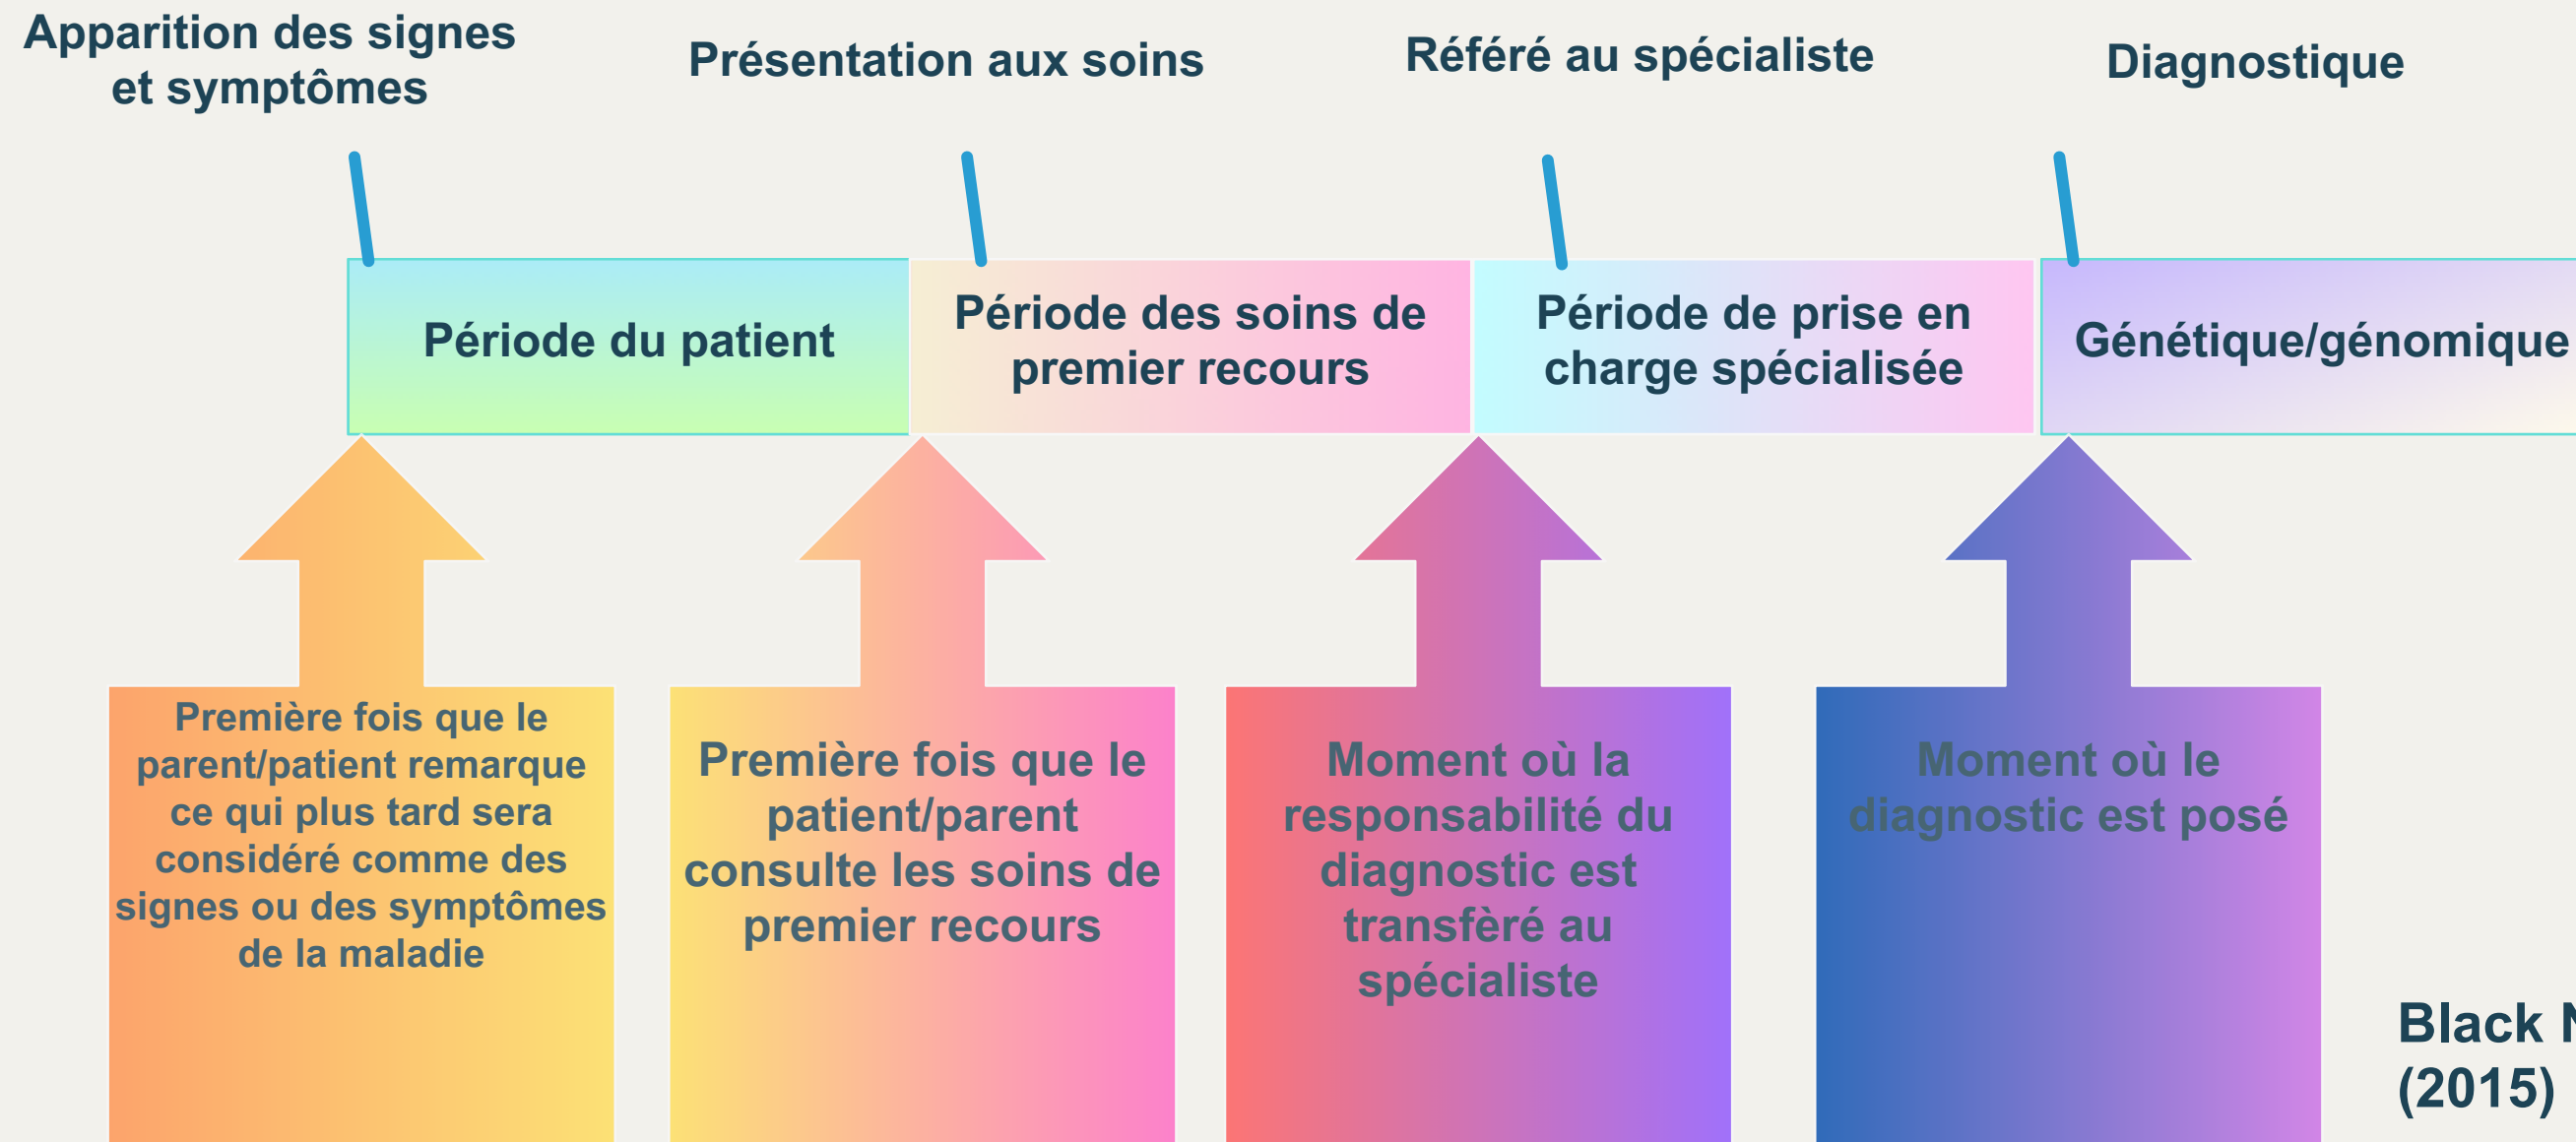 Apparition des signes
et symptômes
Présentation aux soins
Référé au spécialiste
Diagnostique
Période du patient
Période des soins de
premier recours
Période de prise en
charge spécialisée
Génétique/génomique
Première fois que le
parent/patient remarque
ce qui plus tard sera
considéré comme des
signes ou des symptômes
de la maladie
Première fois que le
patient/parent
consulte les soins de
premier recours
Moment où la
responsabilité du
diagnostic est
transfèré au
spécialiste
Moment où le
diagnostic est posé
Black
(2015)